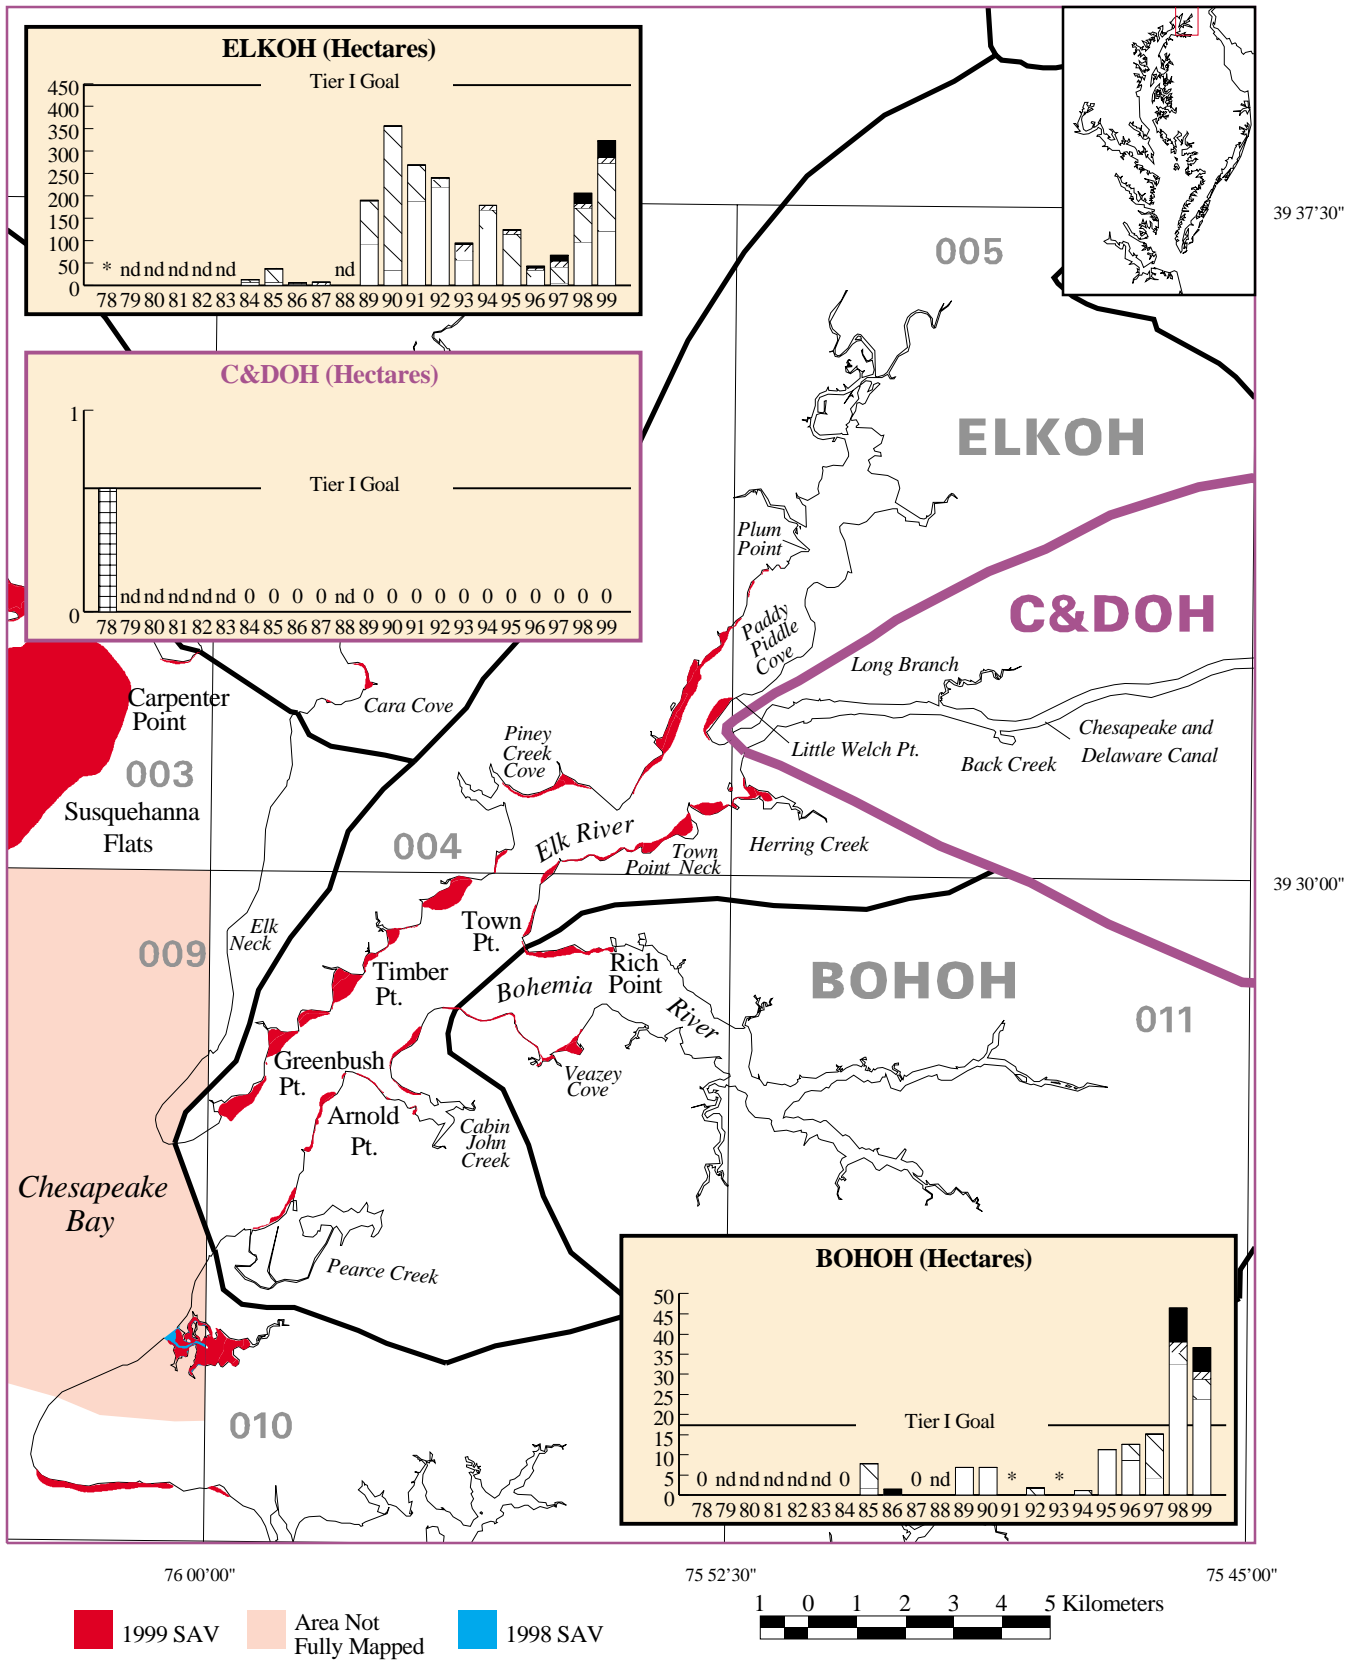 ELKOH (Hectares)
Tier I Goal
450
400
350
300
250
200
150
100
50
0
* nd nd nd nd nd nd
78 79 80 81 82 83 84 85 86 87 88 89 90 91 92 93 94 95 96 97 98 99
39 37'30"
005
C&DOH (Hectares)
1
Tier I Goal
0
nd nd nd nd nd 0 0 0 0 nd 0 0 0 0 0 0 0 0 0 0 0
78 79 80 81 82 83 84 85 86 87 88 89 90 91 92 93 94 95 96 97 98 99
ELKOH
Plum
Point
Paddy
Piddle
Cove
C&DOH
Long Branch
Carpenter
Point
Cara Cove
Piney
Creek
Cove
Little Welch Pt.
Chesapeake and
Delaware Canal
Back Creek
003
Susquehanna
Flats
004
Elk River
Town
Point Neck
Herring Creek
39 30'00"
Elk
Neck
009
Town
Pt.
Timber
Pt.
Rich
Point
Bohemia
River
BOHOH
011
Greenbush
Pt.
Veazey
Cove
Arnold
Pt.
Cabin
John
Creek
Chesapeake
Bay
Pearce Creek
010
BOHOH (Hectares)
50
45
40
35
30
25
20
15
10
5
0
Tier I Goal
0 nd nd nd nd nd 0 0 nd * *
78 79 80 81 82 83 84 85 86 87 88 89 90 91 92 93 94 95 96 97 98 99
76 00'00"
75 52'30"
75 45'00"
1999 SAV
Area Not
Fully Mapped
1998 SAV
1 0 1 2 3 4 5 Kilometers